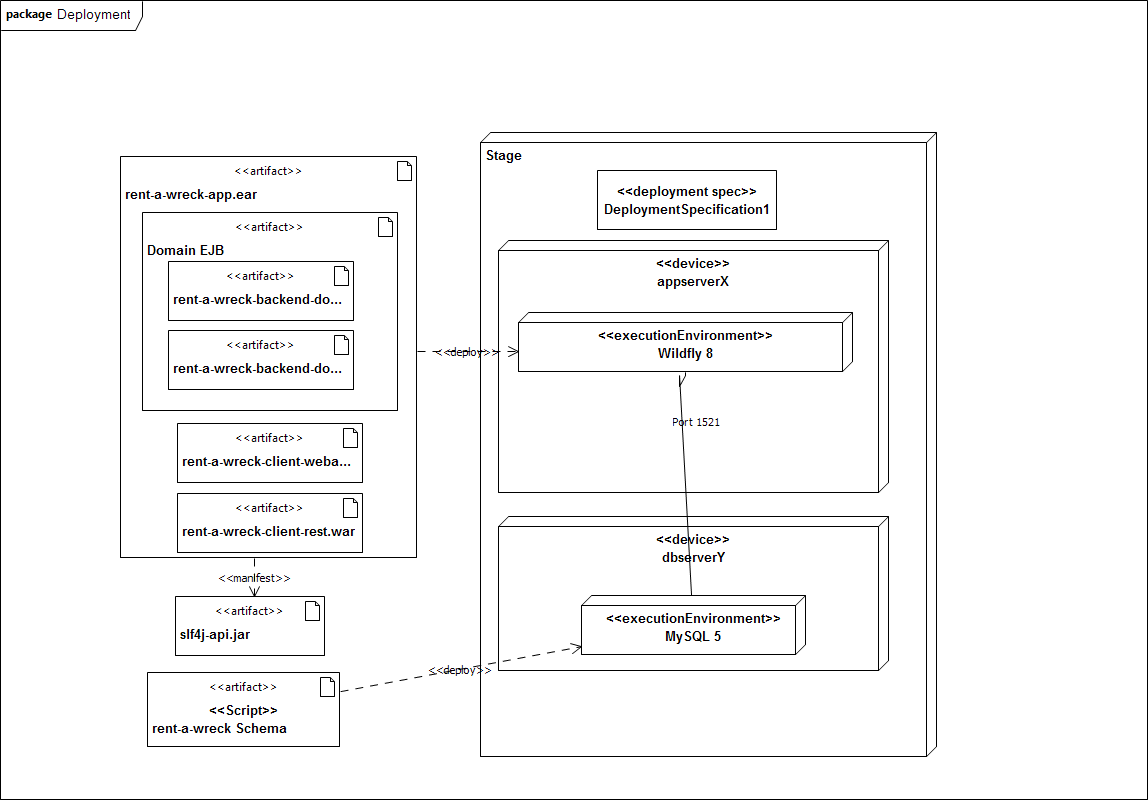 package Deployment
<<artifact>>
rent-a-wreck-app.ear
<<artifact>>
Domain EJB
<<artifact>>
rent-a-wreck-backend-do...
<<artifact>>
rent-a-wreck-backend-do...
<<artifact>>
rent-a-wreck-client-weba...
<<artifact>>
rent-a-wreck-client-rest.war
<<manifest>>
<<artifact>>
slf4j-api.jar
<<artifact>>
<<Script>>
rent-a-wreck Schema
<<deploy>>
<<deploy>>
Stage
<<deployment spec>>
DeploymentSpecification1
<<device>>
appserverX
<<executionEnvironment>>
Wildfly 8
Port 1521
<<device>>
dbserverY
<<executionEnvironment>>
MySQL 5